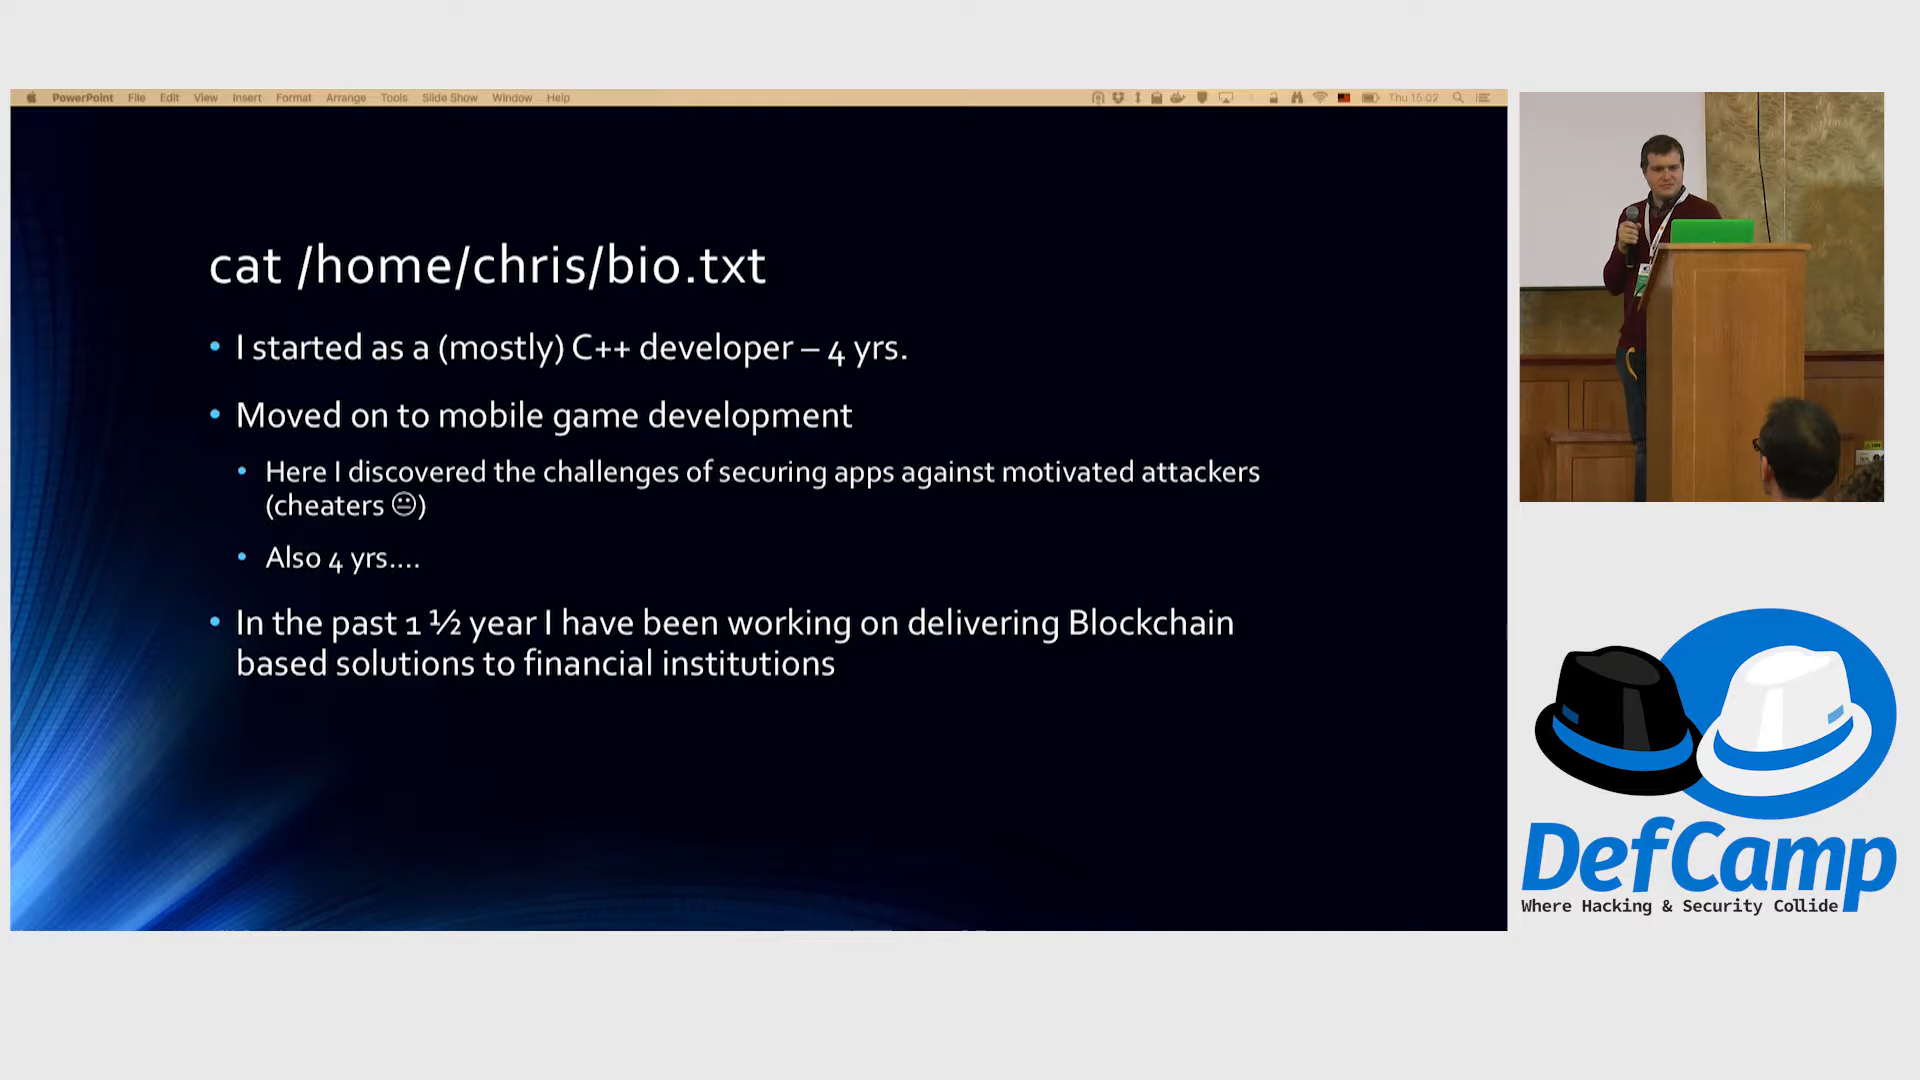 PowerPoint File Edit View Insert Format Arrange Tools Slide Show Window Help Thu 15:02
cat /home/chris/bio.txt
• I started as a (mostly) C++ developer – 4 yrs.
• Moved on to mobile game development
• Here I discovered the challenges of securing apps against motivated attackers
(cheaters 😐)
• Also 4 yrs....
• In the past 1 ½ year I have been working on delivering Blockchain
based solutions to financial institutions
DefCamp
Where Hacking & Security Collide